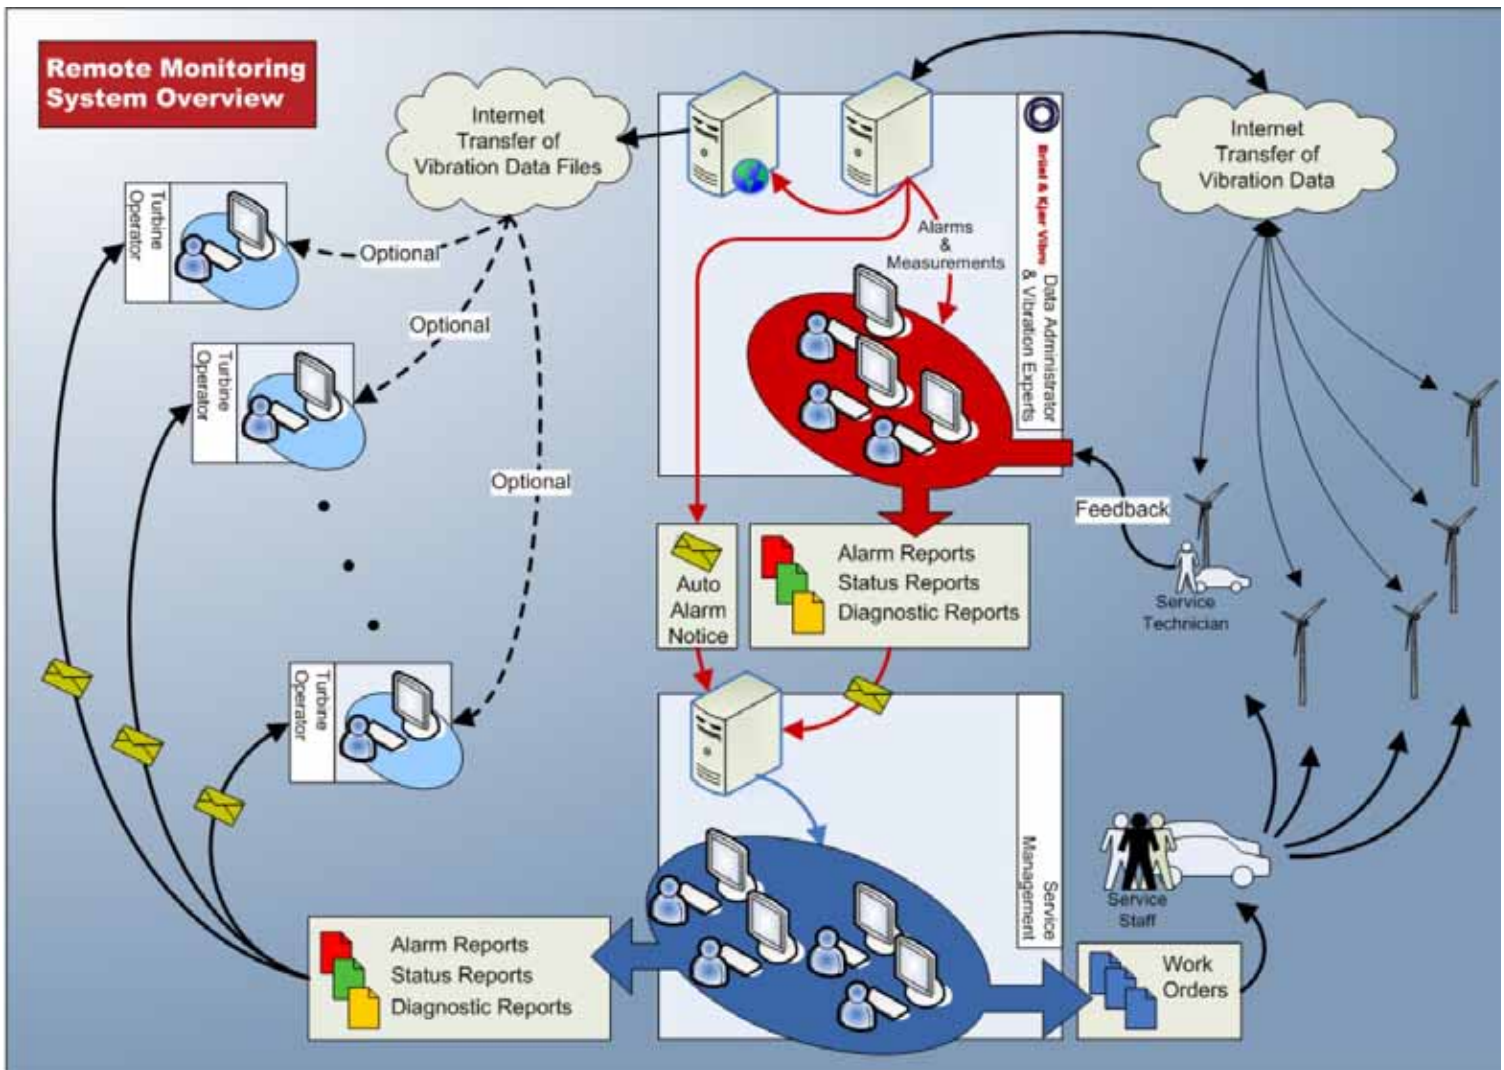 Remote Monitoring
System Overview
Internet
Transfer of
Vibration Data Files
Internet
Transfer of
Vibration Data
Brüel & Kjær Vibro
Data Administrator
& Vibration Experts
Alarms
&
Measurements
Turbine
Operator
Optional
Turbine
Operator
Optional
Optional
Turbine
Operator
Feedback
Service
Technician
Auto
Alarm
Notice
Alarm Reports
Status Reports
Diagnostic Reports
Service
Management
Service
Staff
Alarm Reports
Status Reports
Diagnostic Reports
Work
Orders